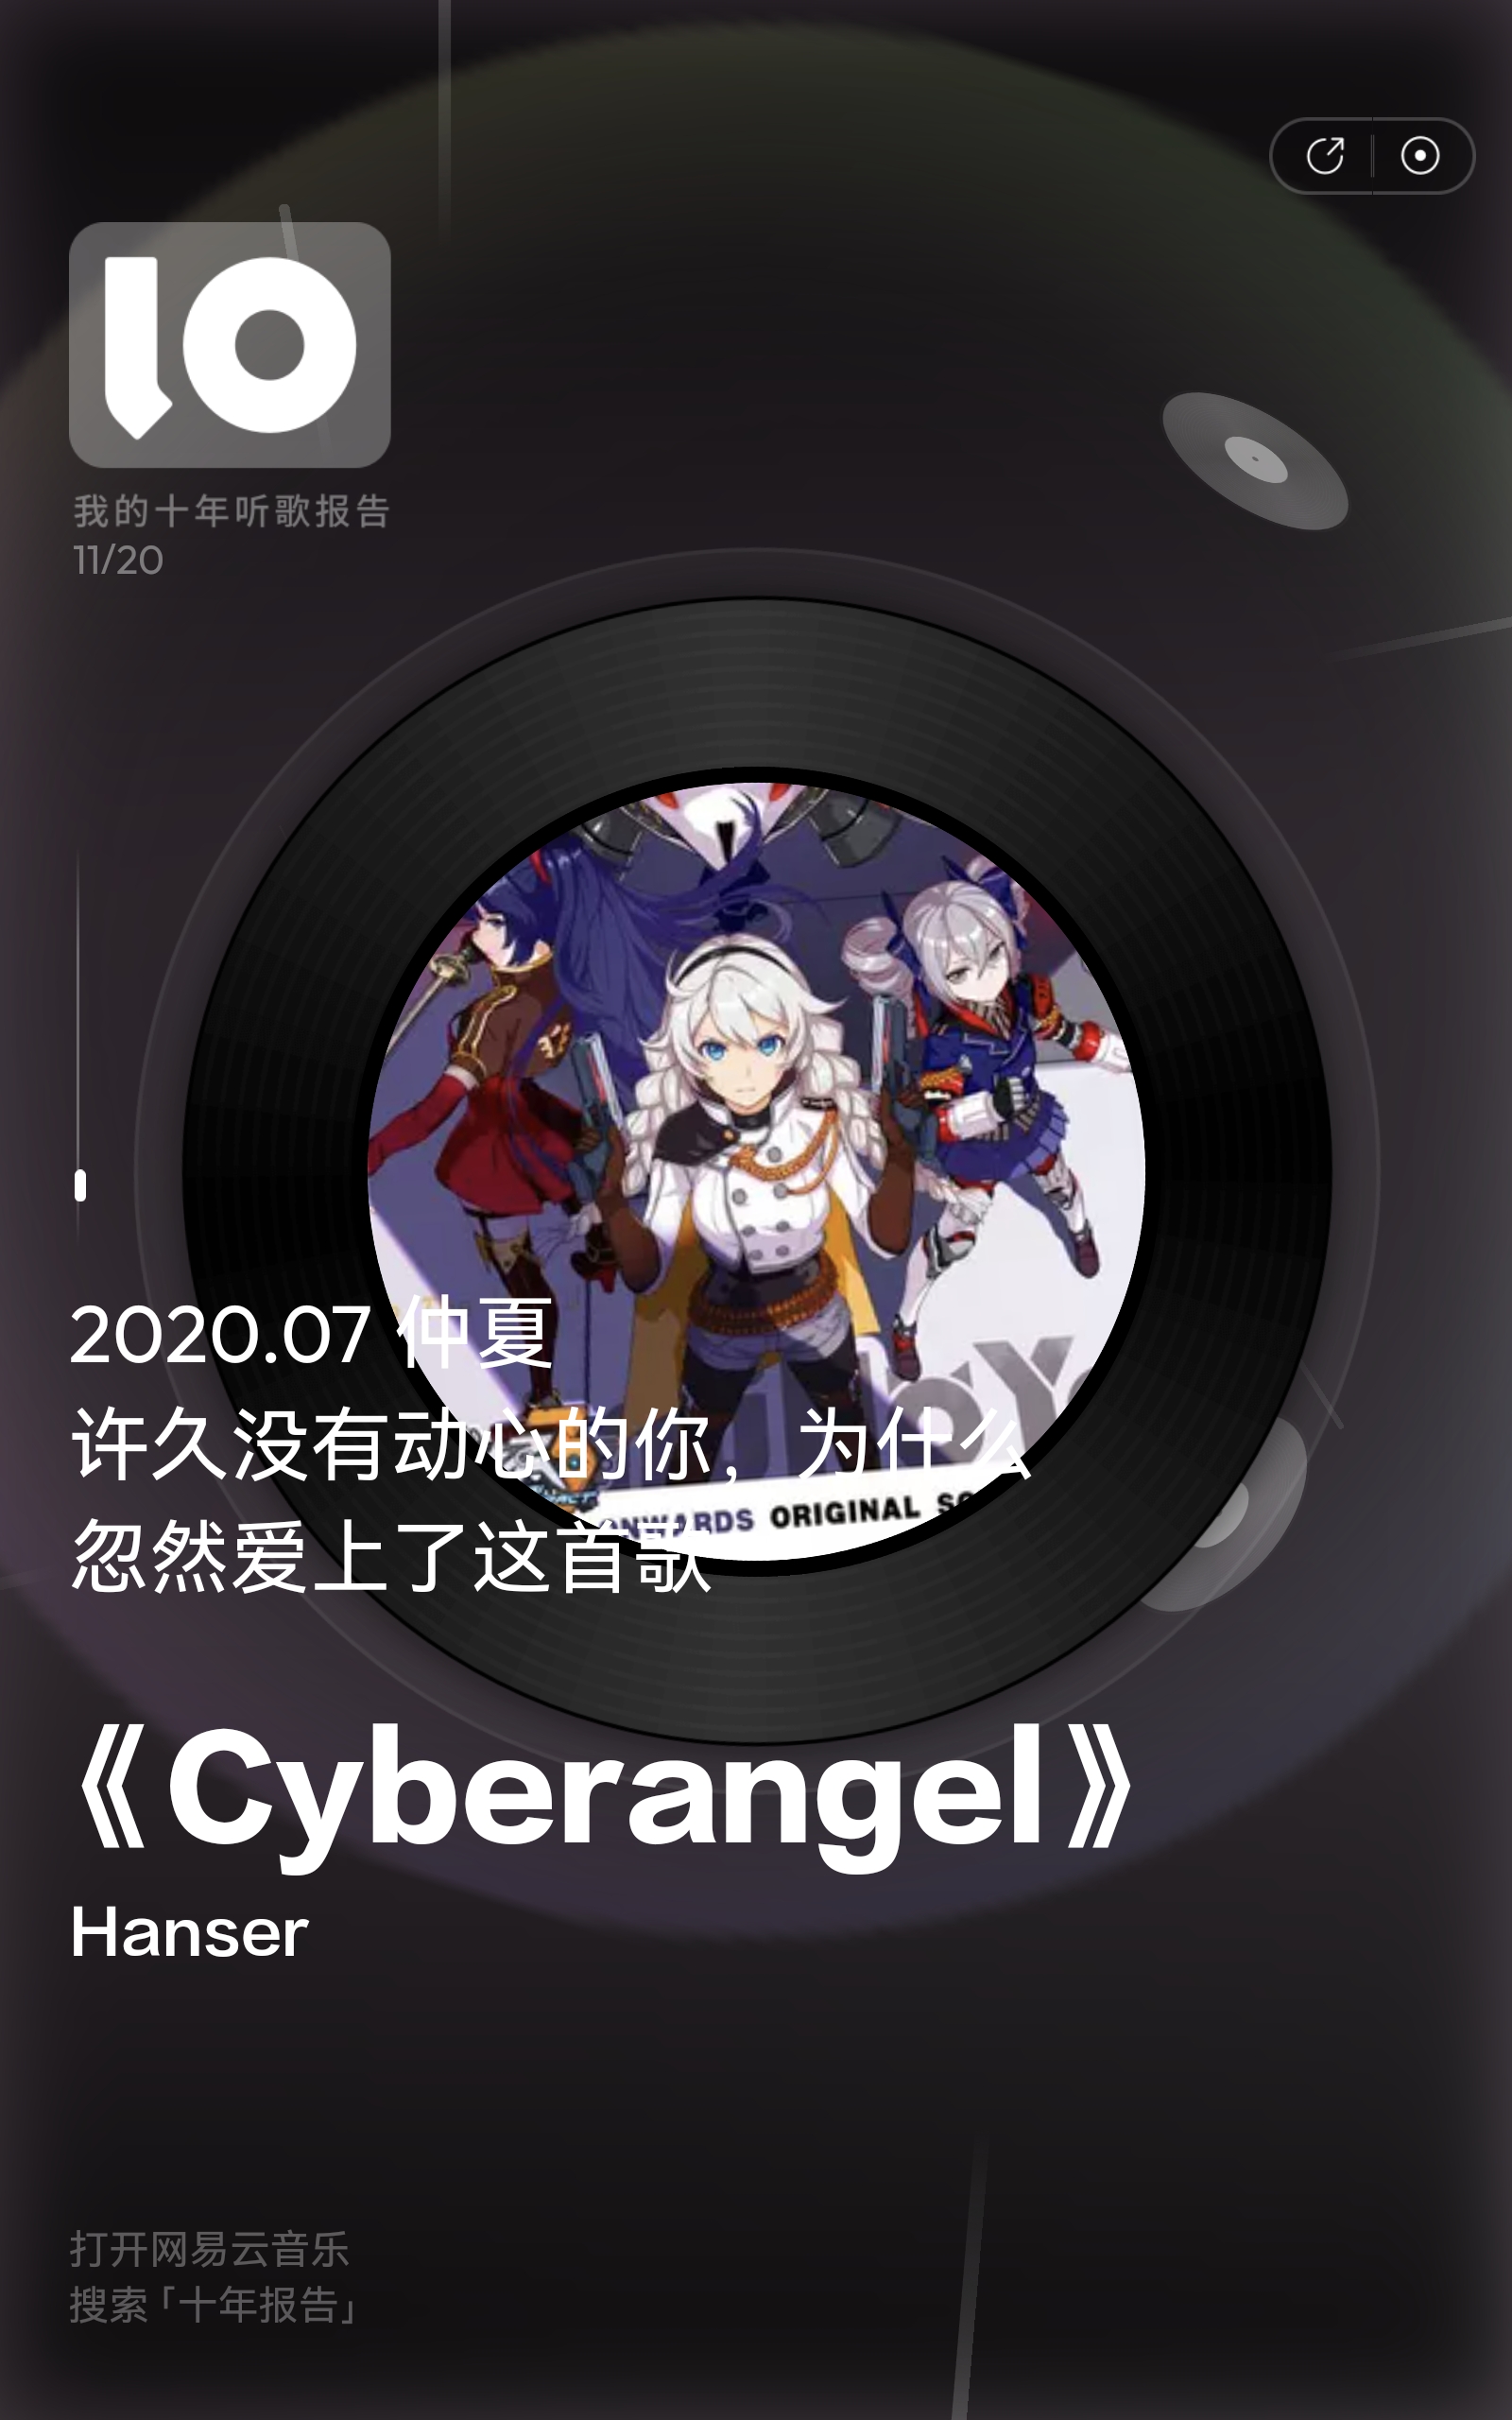 10
我的十年听歌报告
11/20
2020.07 仲夏
许久没有动心的你，为什么
忽然爱上了这首歌
ONWARDS ORIGINAL
《Cyberangel》
Hanser
打开网易云音乐
搜索「十年报告」